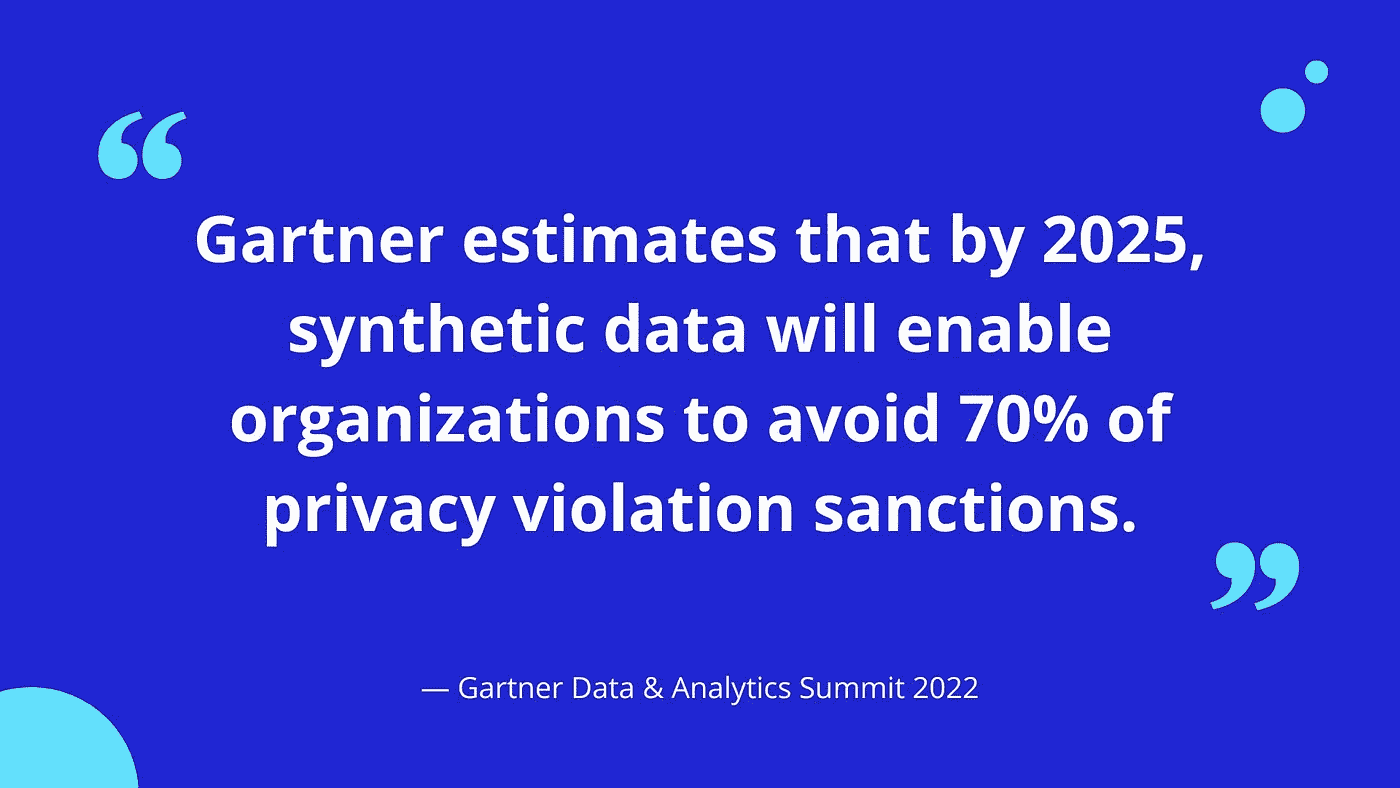 “
Gartner estimates that by 2025,
synthetic data will enable
organizations to avoid 70% of
privacy violation sanctions.
”
— Gartner Data & Analytics Summit 2022